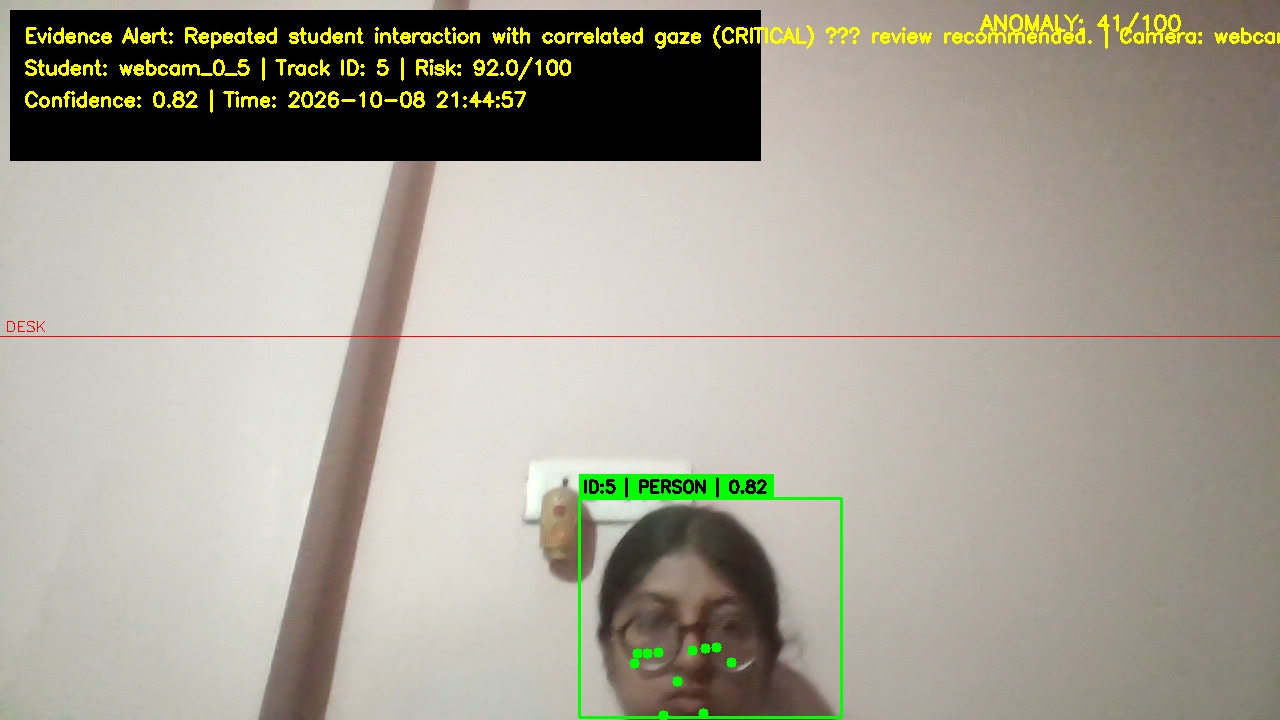 ANOMALY: 41/100
Evidence Alert: Repeated student interaction with correlated gaze (CRITICAL) ??? review recommended. | Camera: webcam
Student: webcam_0_5 | Track ID: 5 | Risk: 92.0/100
Confidence: 0.82 | Time: 2026-10-08 21:44:57
DESK
ID:5 | PERSON | 0.82